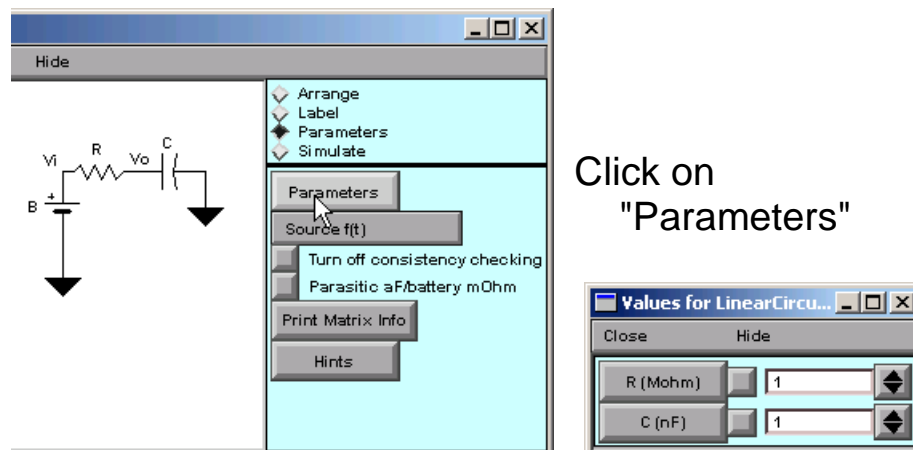 Hide
Arrange
Label
Parameters
Simulate
Vi R Vo C
B +
Parameters
Source f(t)
Turn off consistency checking
Parasitic aF/battery mOhm
Print Matrix Info
Hints
Click on
"Parameters"
Values for LinearCircu...
Close Hide
R (Mohm) 1
C (nF) 1